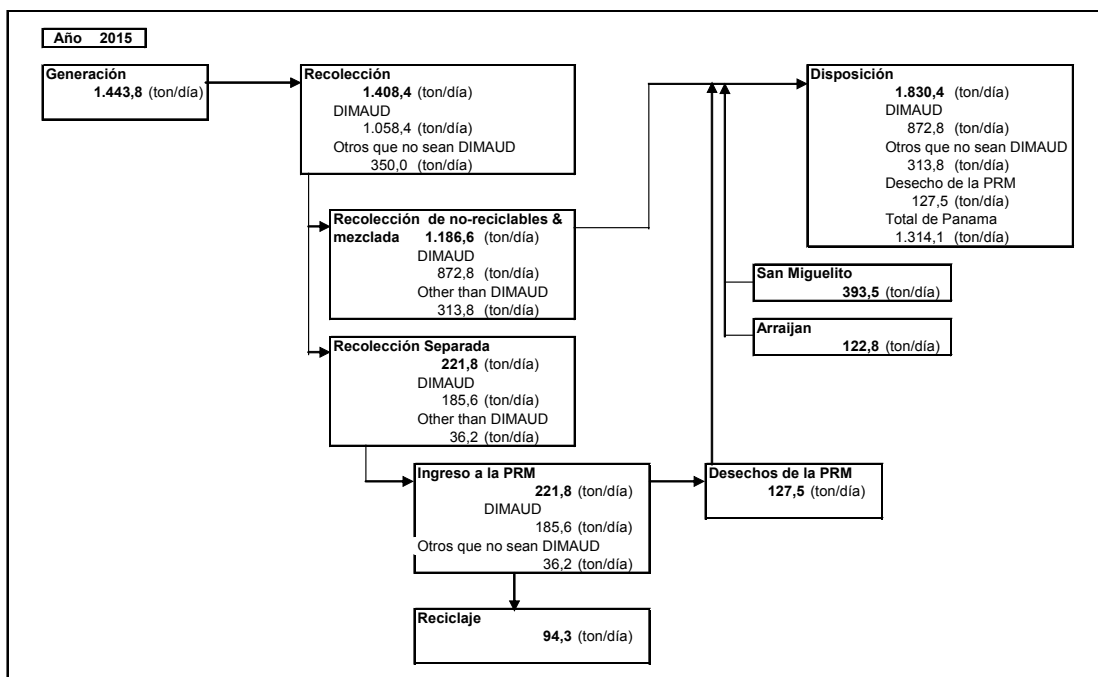 Año 2015
Generación
1.443,8 (ton/día)
Recolección
1.408,4 (ton/día)
DIMAUD
1.058,4 (ton/día)
Otros que no sean DIMAUD
350,0 (ton/día)
Disposición
1.830,4 (ton/día)
DIMAUD
872,8 (ton/día)
Otros que no sean DIMAUD
313,8 (ton/día)
Desecho de la PRM
127,5 (ton/día)
Total de Panama
1.314,1 (ton/día)
Recolección de no-reciclables &
mezclada 1.186,6 (ton/día)
DIMAUD
872,8 (ton/día)
Other than DIMAUD
313,8 (ton/día)
San Miguelito
393,5 (ton/día)
Arraijan
122,8 (ton/día)
Recolección Separada
221,8 (ton/día)
DIMAUD
185,6 (ton/día)
Other than DIMAUD
36,2 (ton/día)
Ingreso a la PRM
221,8 (ton/día)
DIMAUD
185,6 (ton/día)
Otros que no sean DIMAUD
36,2 (ton/día)
Desechos de la PRM
127,5 (ton/día)
Reciclaje
94,3 (ton/día)